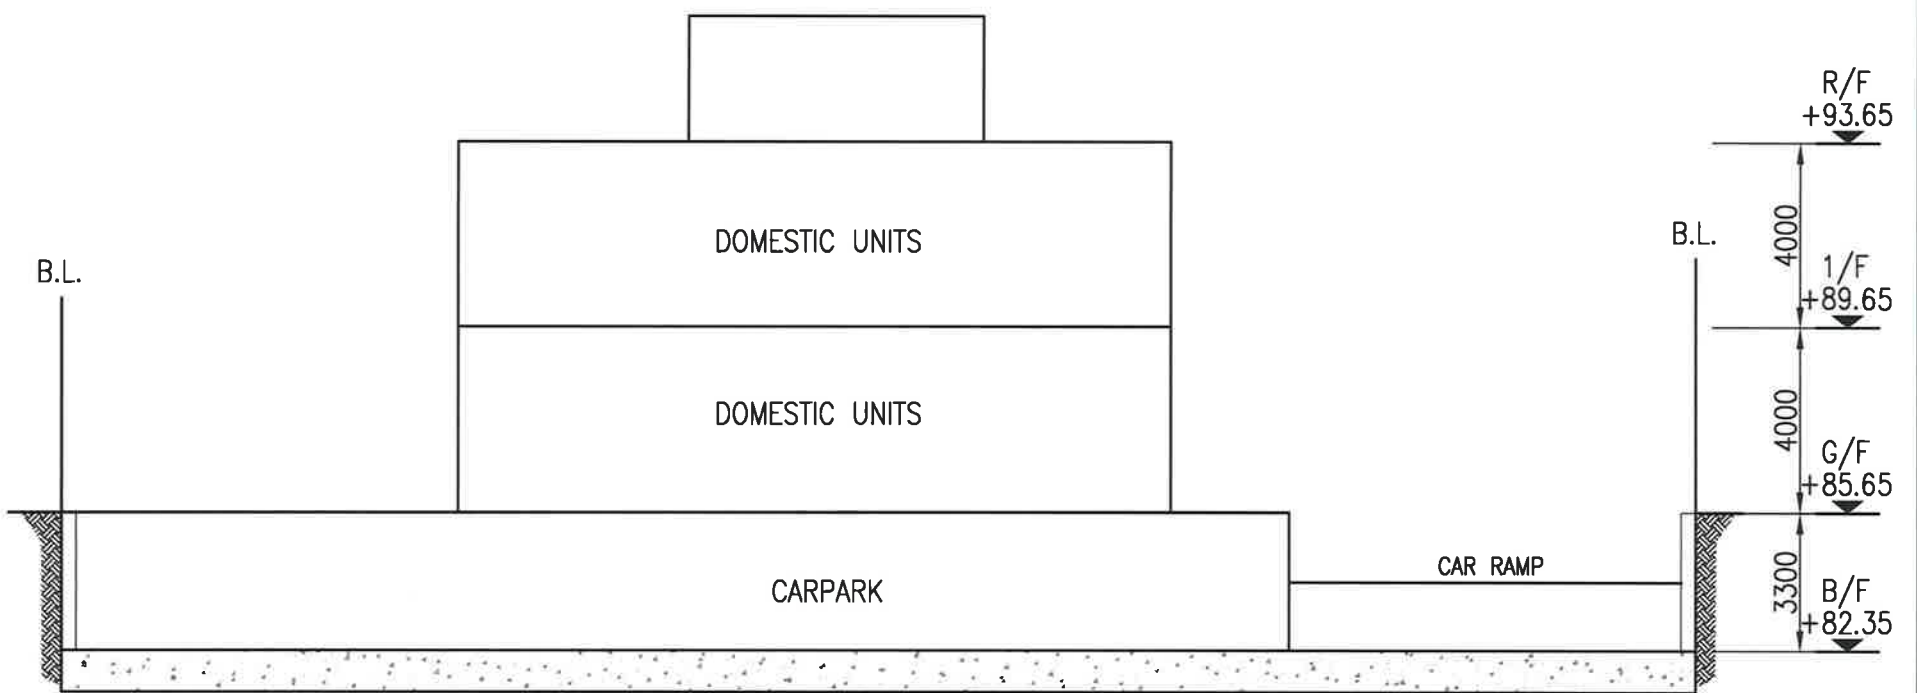 R/F
+93.65
DOMESTIC UNITS
4000
B.L.
B.L.
1/F
+89.65
DOMESTIC UNITS
4000
G/F
+85.65
CAR RAMP
CARPARK
3300
B/F
+82.35